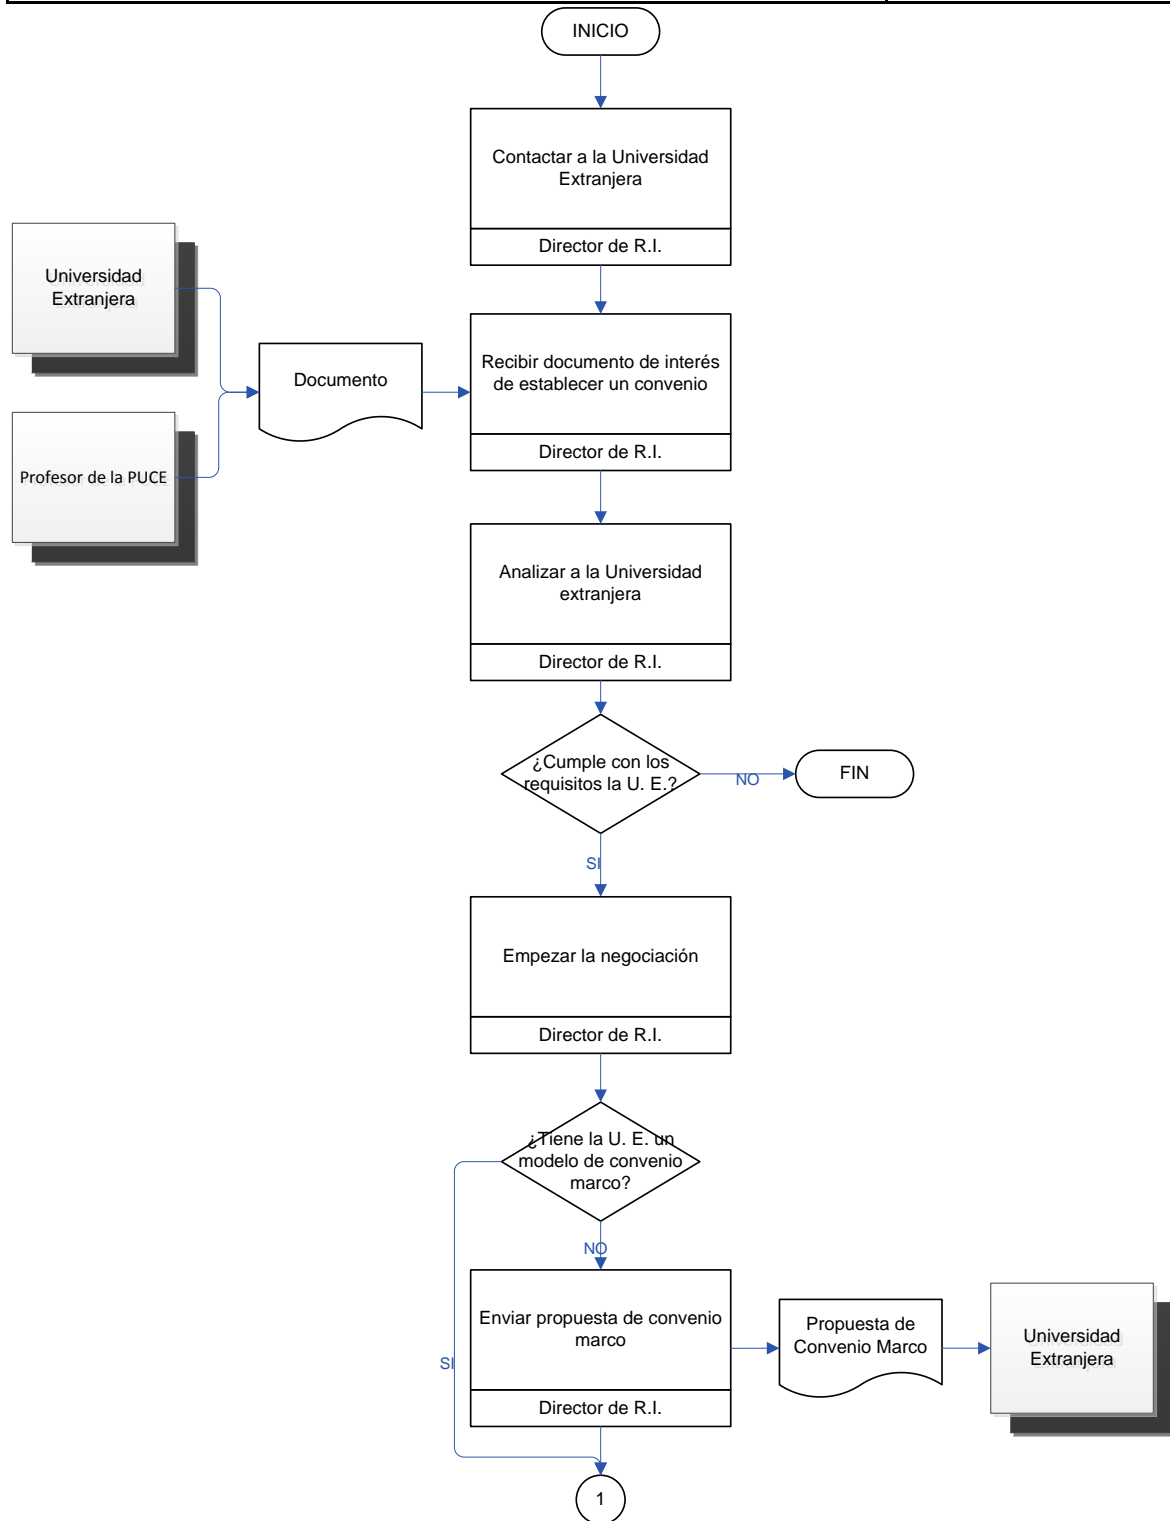 INICIO
Contactar a la Universidad
Extranjera
Director de R.I.
Universidad
Extranjera
Documento
Recibir documento de interés
de establecer un convenio
Director de R.I.
Profesor de la PUCE
Analizar a la Universidad
extranjera
Director de R.I.
¿Cumple con los
requisitos la U. E.?
NO
FIN
SI
Empezar la negociación
Director de R.I.
¿Tiene la U. E. un
modelo de convenio
marco?
NO
SI
Enviar propuesta de convenio
marco
Director de R.I.
Propuesta de
Convenio Marco
Universidad
Extranjera
1